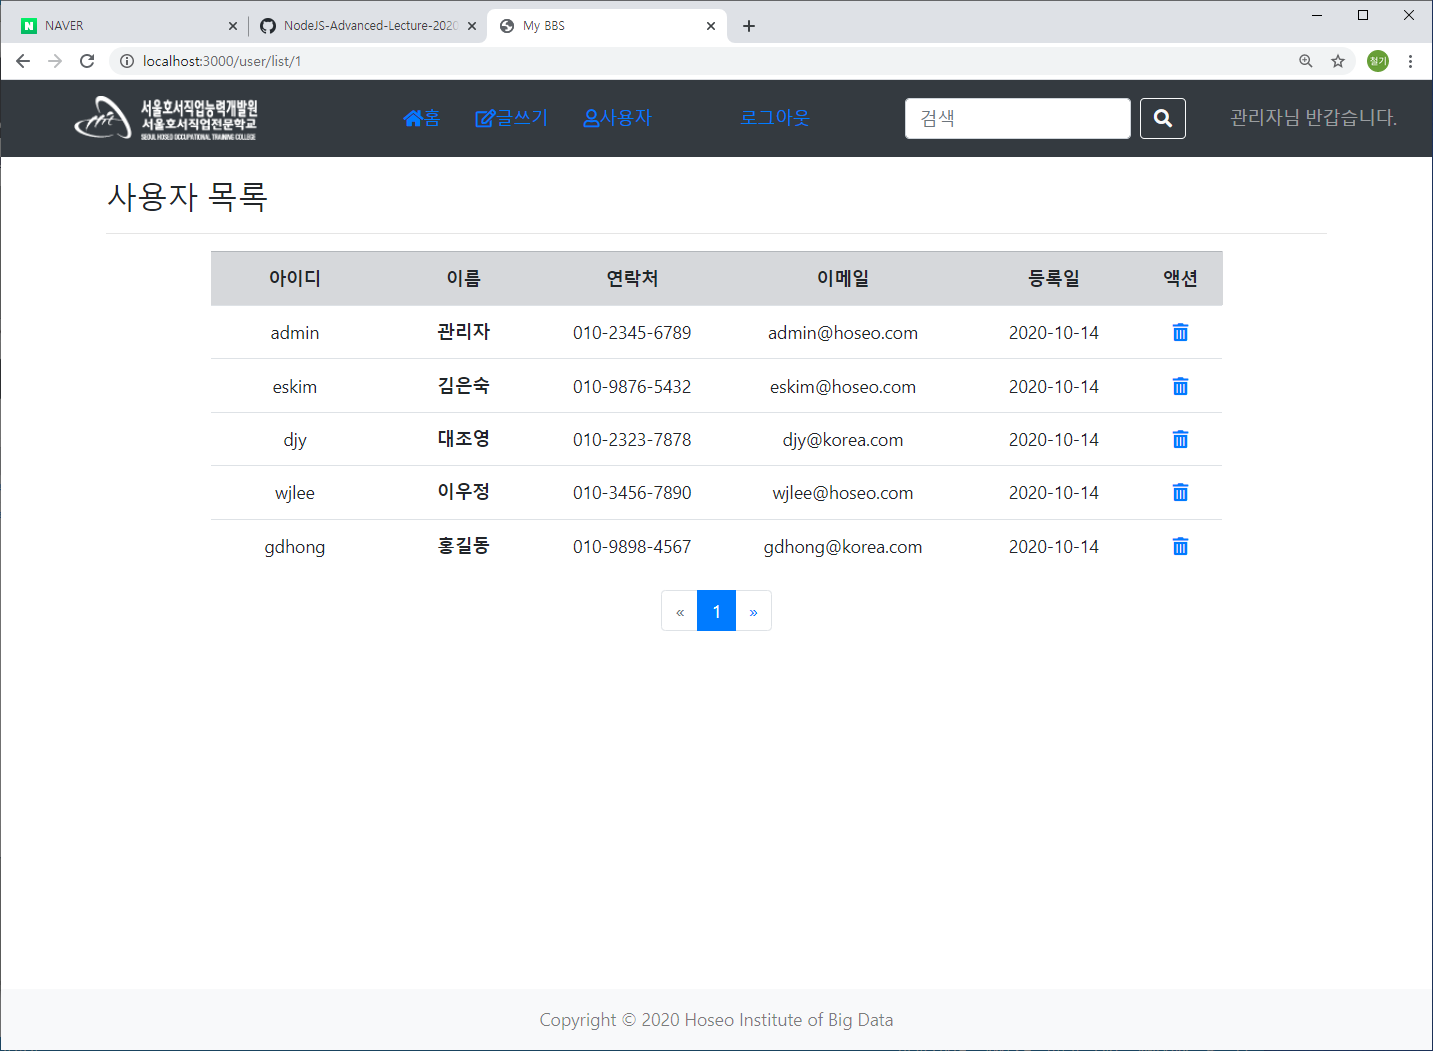 NAVER
NodeJS-Advanced-Lecture-2020
My BBS
localhost:3000/user/list/1
철기
서울호서직업능력개발원
서울호서직업전문학교
SEOUL HOSEO OCCUPATIONAL TRAINING COLLEGE
홈 글쓰기 사용자 로그아웃 검색 관리자님 반갑습니다.
사용자 목록
아이디 이름 연락처 이메일 등록일 액션
admin 관리자 010-2345-6789 admin@hoseo.com 2020-10-14
eskim 김은숙 010-9876-5432 eskim@hoseo.com 2020-10-14
djy 대조영 010-2323-7878 djy@korea.com 2020-10-14
wjlee 이우정 010-3456-7890 wjlee@hoseo.com 2020-10-14
gdhong 홍길동 010-9898-4567 gdhong@korea.com 2020-10-14
« 1 »
Copyright © 2020 Hoseo Institute of Big Data